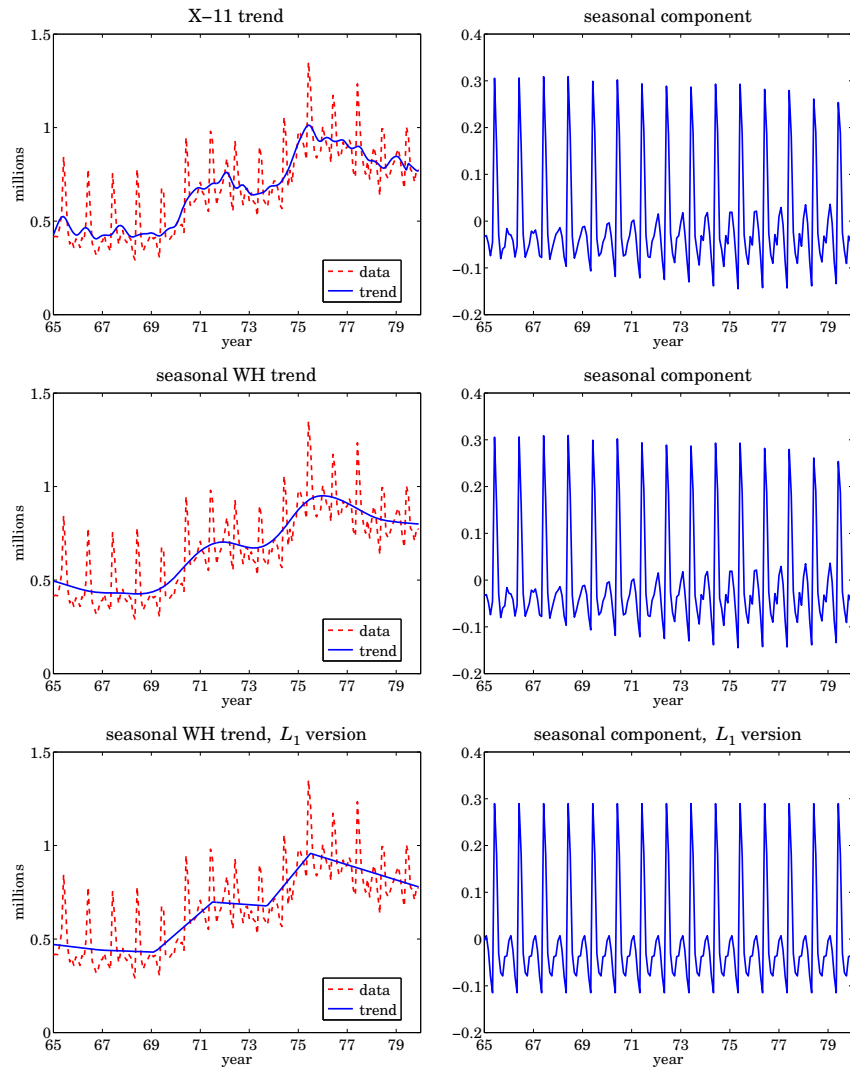 X–11 trend
1.5
1
0.5
0
millions
data
trend
65 67 69 71 73 75 77 79
year
seasonal component
0.4
0.3
0.2
0.1
0
−0.1
−0.2
65 67 69 71 73 75 77 79
year
seasonal WH trend
1.5
1
0.5
0
millions
data
trend
65 67 69 71 73 75 77 79
year
seasonal component
0.4
0.3
0.2
0.1
0
−0.1
−0.2
65 67 69 71 73 75 77 79
year
seasonal WH trend, L1 version
1.5
1
0.5
0
millions
data
trend
65 67 69 71 73 75 77 79
year
seasonal component, L1 version
0.4
0.3
0.2
0.1
0
−0.1
−0.2
65 67 69 71 73 75 77 79
year